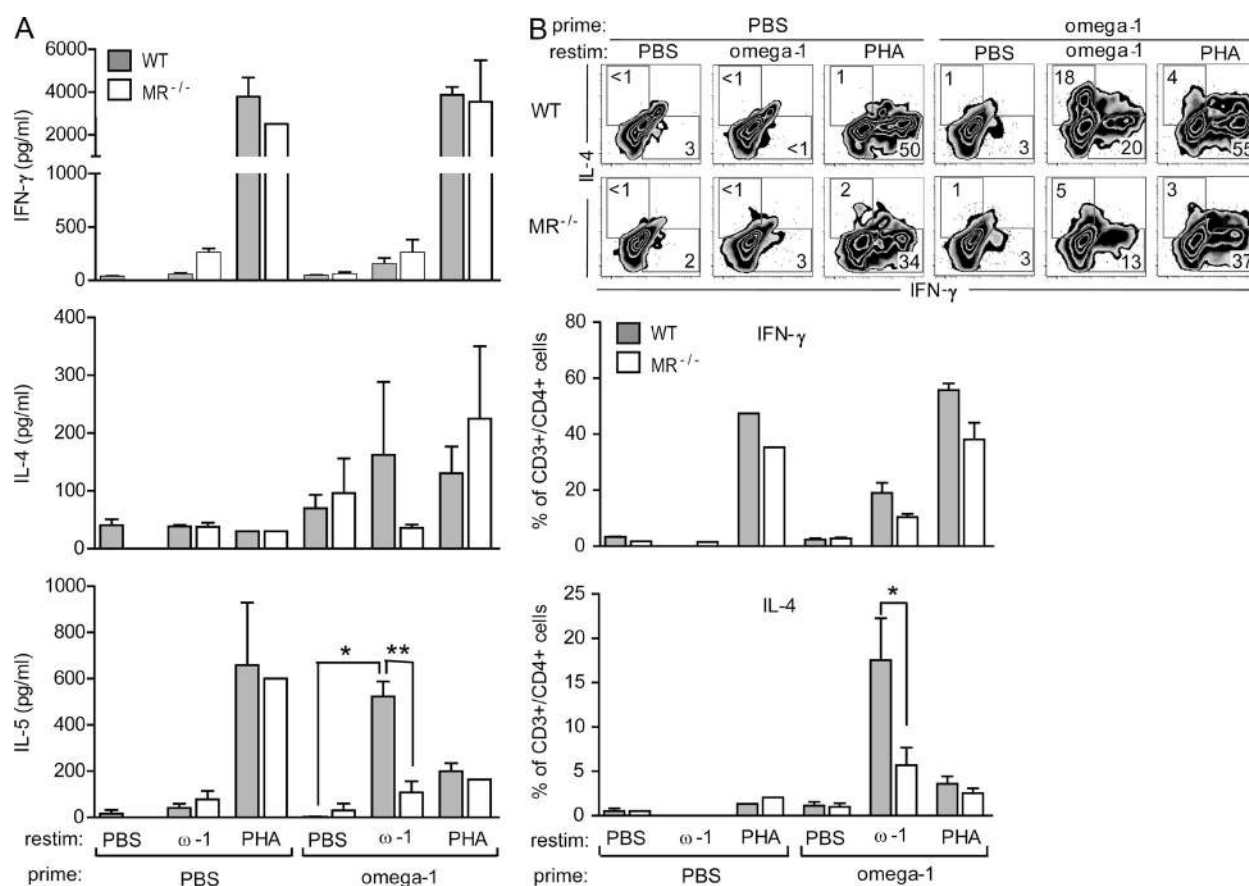 A
WT
MR-/-
IFN-γ (pg/ml)
6000
4000
2000
1000
500
0
IL-4 (pg/ml)
400
300
200
100
0
IL-5 (pg/ml)
1000
800
600
400
200
0
* **
restim: PBS ω-1 PHA PBS ω-1 PHA
prime: PBS omega-1
B
prime: PBS omega-1
restim: PBS omega-1 PHA PBS omega-1 PHA
WT
<1 <1 1 1 18 4
3 <1 50 3 20 55
IL-4
MR-/-
<1 <1 2 1 5 3
2 3 34 3 13 37
IFN-γ
WT
MR-/-
IFN-γ
% of CD3+/CD4+ cells
80
60
40
20
0
IL-4
*
% of CD3+/CD4+ cells
25
20
15
10
5
0
restim: PBS ω-1 PHA PBS ω-1 PHA
prime: PBS omega-1